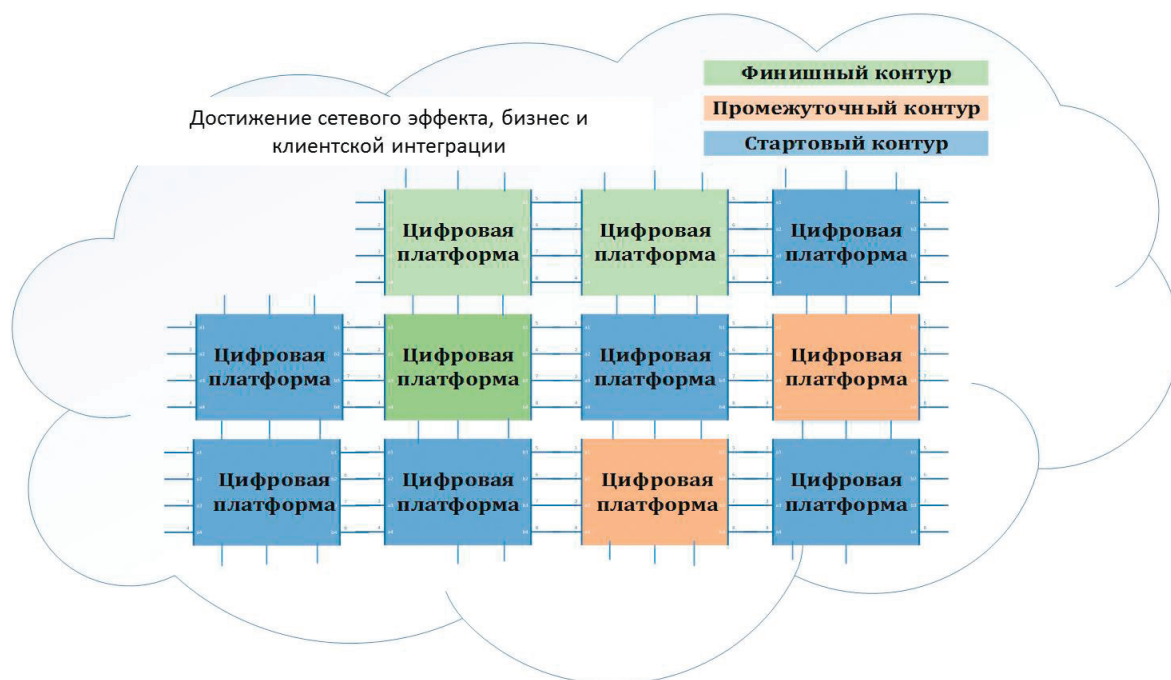 Финишный контур
Промежуточный контур
Стартовый контур
Достижение сетевого эффекта, бизнес и
клиентской интеграции
Цифровая
платформа
Цифровая
платформа
Цифровая
платформа
Цифровая
платформа
Цифровая
платформа
Цифровая
платформа
Цифровая
платформа
Цифровая
платформа
Цифровая
платформа
Цифровая
платформа
Цифровая
платформа